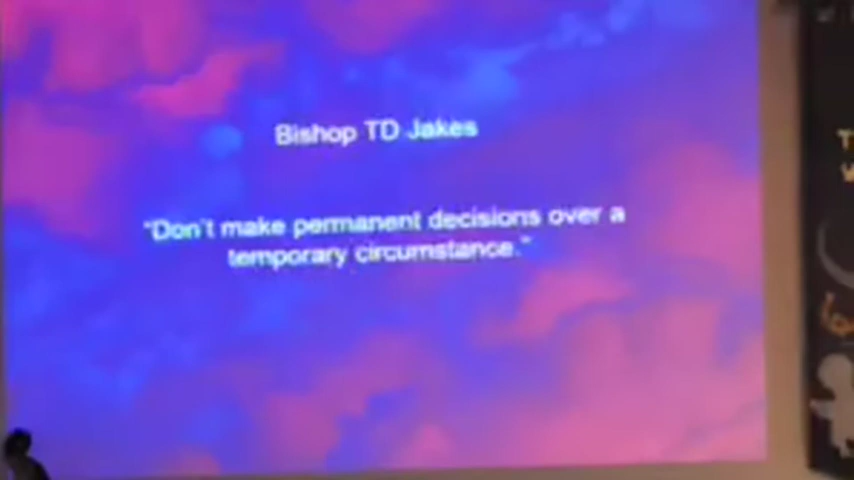 Bishop TD Jakes
"Don't make permanent decisions over a
temporary circumstance."